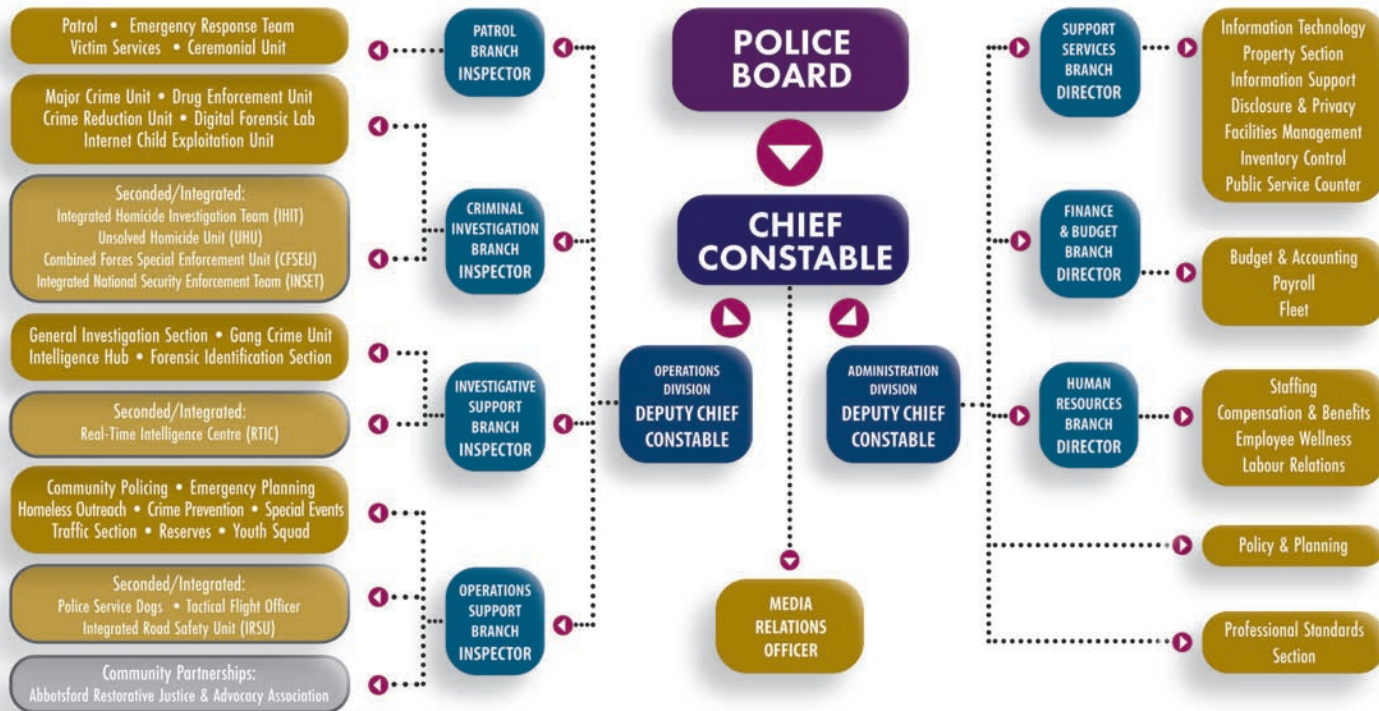 Patrol • Emergency Response Team
Victim Services • Ceremonial Unit
Major Crime Unit • Drug Enforcement Unit
Crime Reduction Unit • Digital Forensic Lab
Internet Child Exploitation Unit
Seconded/Integrated:
Integrated Homicide Investigation Team (IHIT)
Unsolved Homicide Unit (UHU)
Combined Forces Special Enforcement Unit (CFSEU)
Integrated National Security Enforcement Team (INSET)
General Investigation Section • Gang Crime Unit
Intelligence Hub • Forensic Identification Section
Seconded/Integrated:
Real-Time Intelligence Centre (RTIC)
Community Policing • Emergency Planning
Homeless Outreach • Crime Prevention • Special Events
Traffic Section • Reserves • Youth Squad
Seconded/Integrated:
Police Service Dogs • Tactical Flight Officer
Integrated Road Safety Unit (IRSU)
Community Partnerships:
Abbotsford Restorative Justice & Advocacy Association
PATROL
BRANCH
INSPECTOR
CRIMINAL
INVESTIGATION
BRANCH
INSPECTOR
INVESTIGATIVE
SUPPORT
BRANCH
INSPECTOR
OPERATIONS
SUPPORT
BRANCH
INSPECTOR
POLICE
BOARD
CHIEF
CONSTABLE
OPERATIONS
DIVISION
DEPUTY CHIEF
CONSTABLE
ADMINISTRATION
DIVISION
DEPUTY CHIEF
CONSTABLE
MEDIA
RELATIONS
OFFICER
SUPPORT
SERVICES
BRANCH
DIRECTOR
FINANCE
& BUDGET
BRANCH
DIRECTOR
HUMAN
RESOURCES
BRANCH
DIRECTOR
Information Technology
Property Section
Information Support
Disclosure & Privacy
Facilities Management
Inventory Control
Public Service Counter
Budget & Accounting
Payroll
Fleet
Staffing
Compensation & Benefits
Employee Wellness
Labour Relations
Policy & Planning
Professional Standards
Section